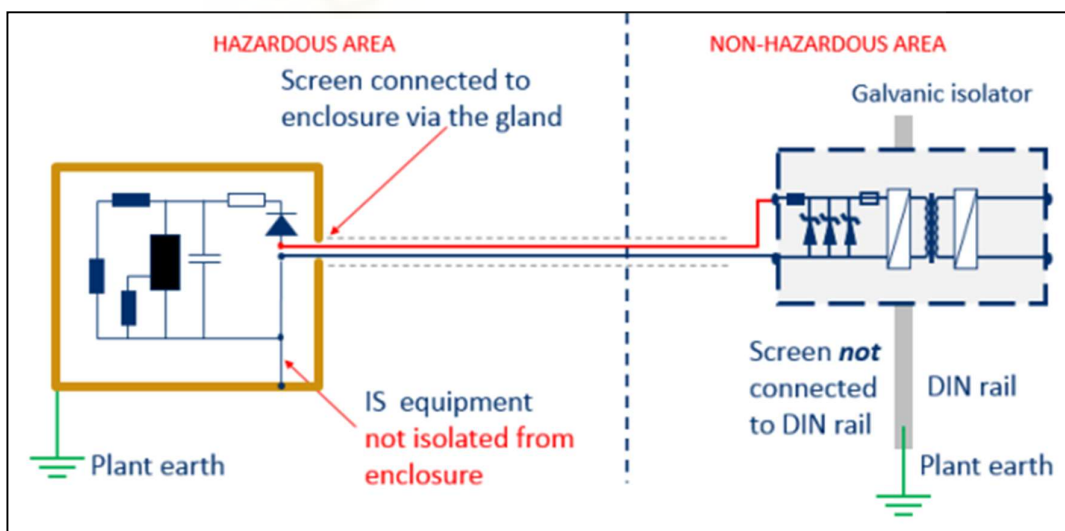 HAZARDOUS AREA
NON-HAZARDOUS AREA
Screen connected to
enclosure via the gland
Galvanic isolator
Screen not
connected
to DIN rail
DIN rail
IS equipment
not isolated from
enclosure
Plant earth
Plant earth